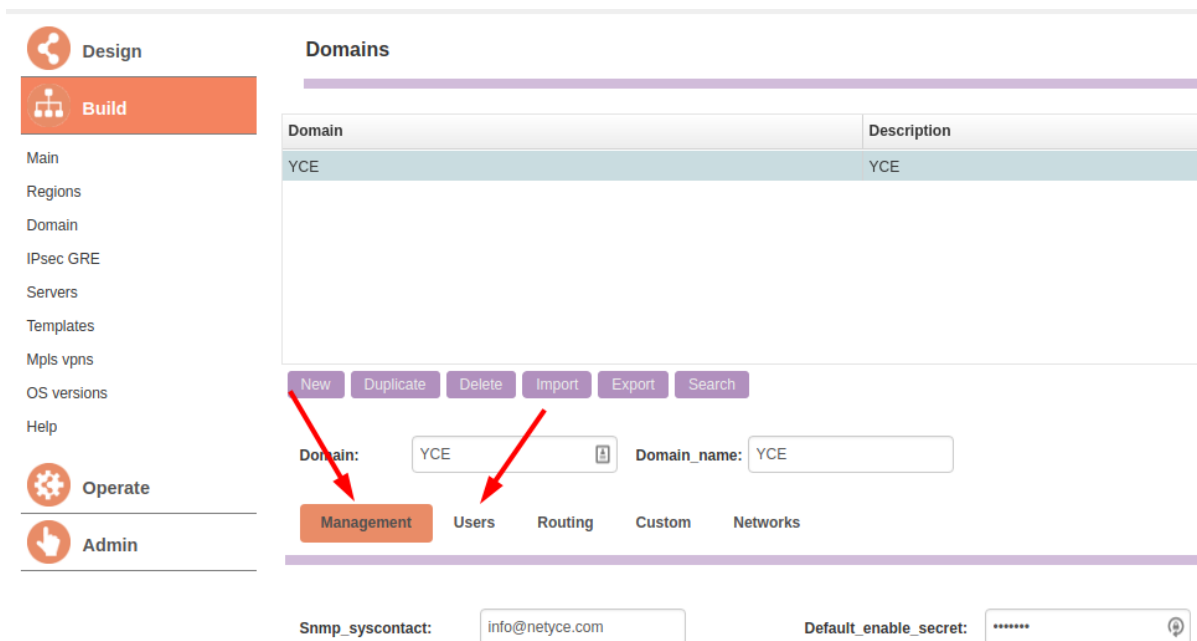 Design
Build
Main
Regions
Domain
IPsec GRE
Servers
Templates
Mpls vpns
OS versions
Help
Operate
Admin
Domains
Domain Description
YCE YCE
New Duplicate Delete Import Export Search
Domain: YCE Domain_name: YCE
Management Users Routing Custom Networks
Snmp_syscontact: info@netyce.com Default_enable_secret: •••••••